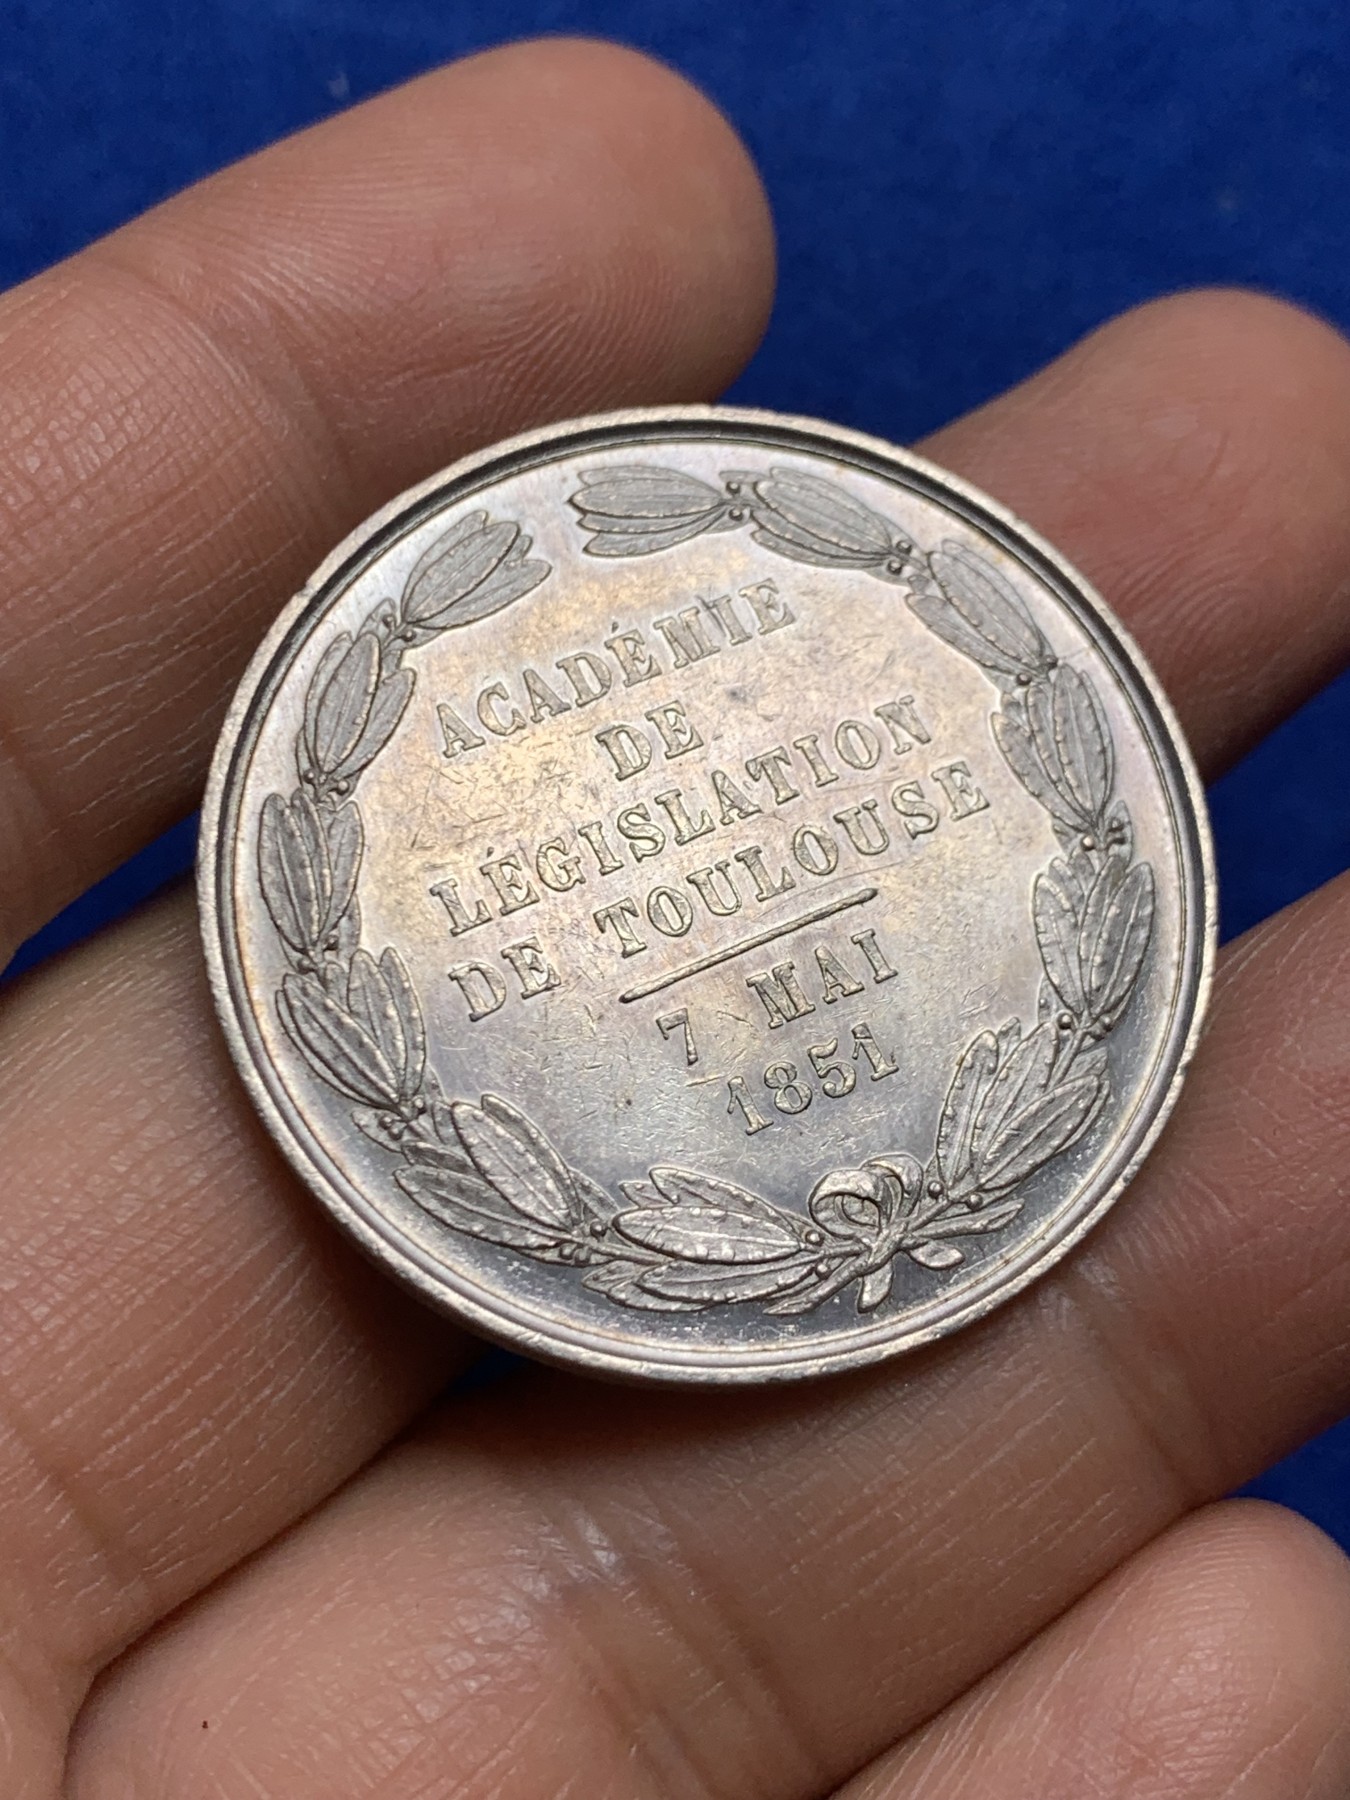 ACADÉMIE
DE
LÉGISLATION
DE TOULOUSE
7 MAI
1851